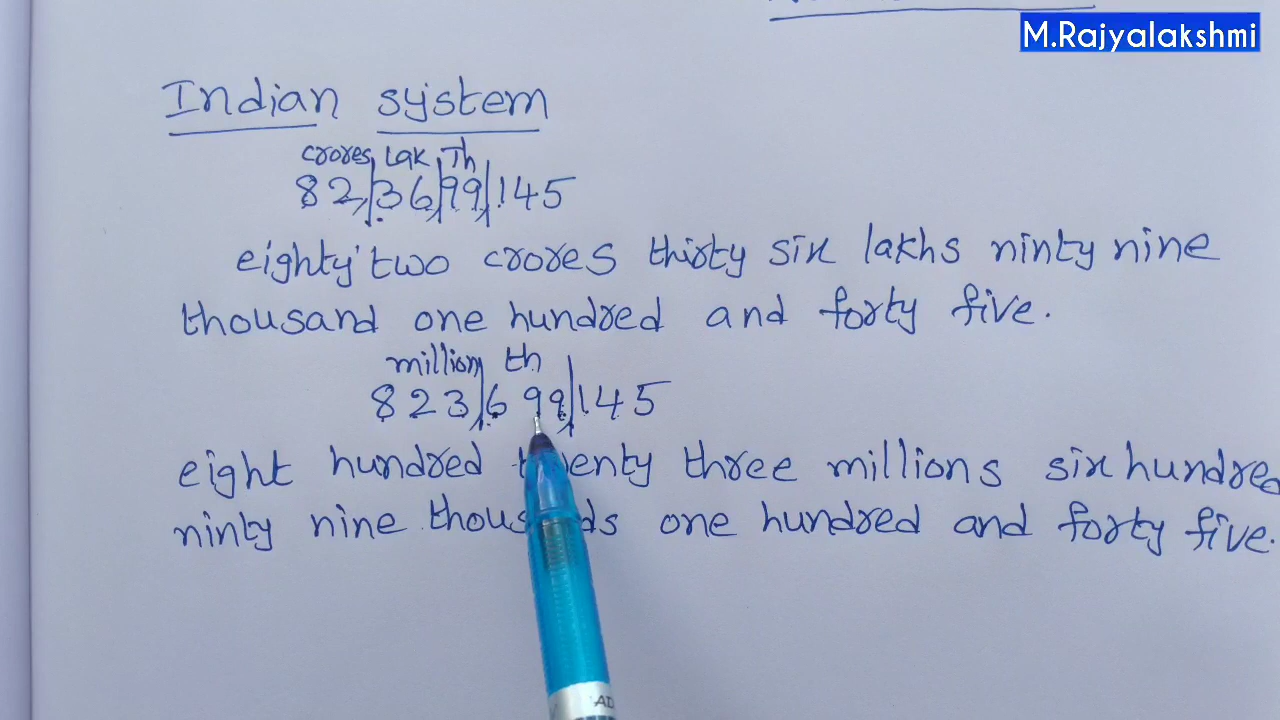 M.Rajyalakshmi
Indian system
crores lak Th
82,36,99,145
eighty two crores thirty six lakhs ninty nine
thousand one hundred and forty five.
million th
823,699,145
eight hundred twenty three millions six hundred
ninty nine thousands one hundred and forty five.